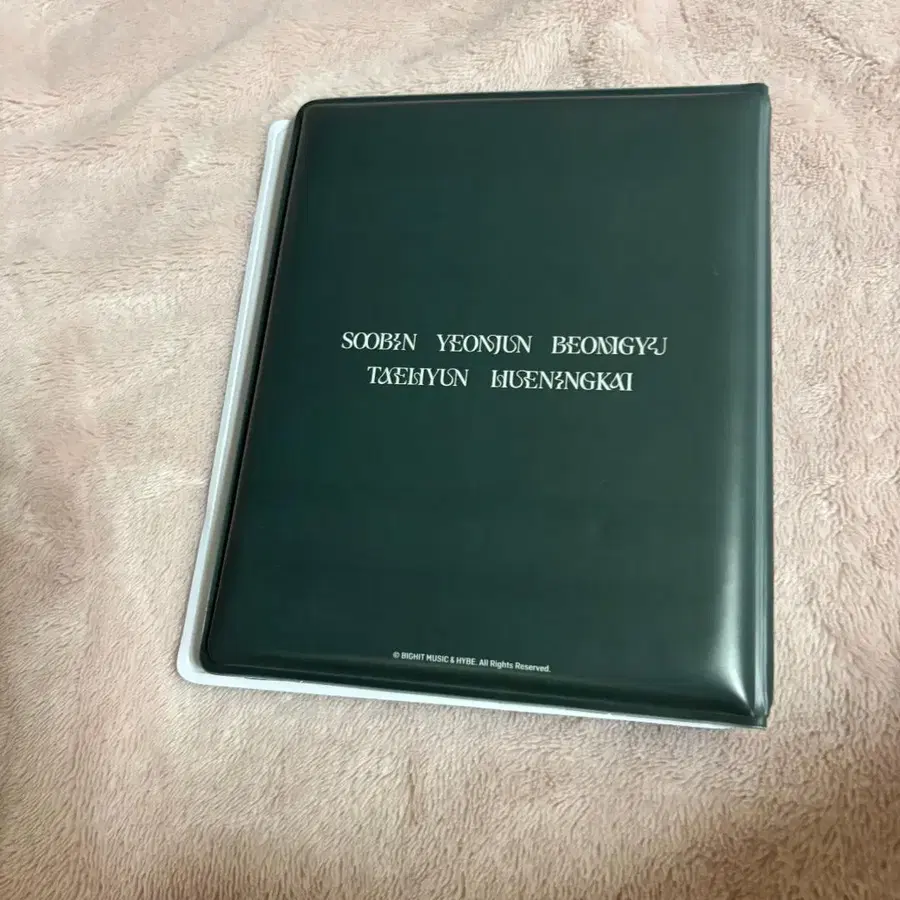 SOOBIN YEONJUN BEOMGYU
TAEHYUN HUENINGKAI
© BIGHIT MUSIC & HYBE. All Rights Reserved.